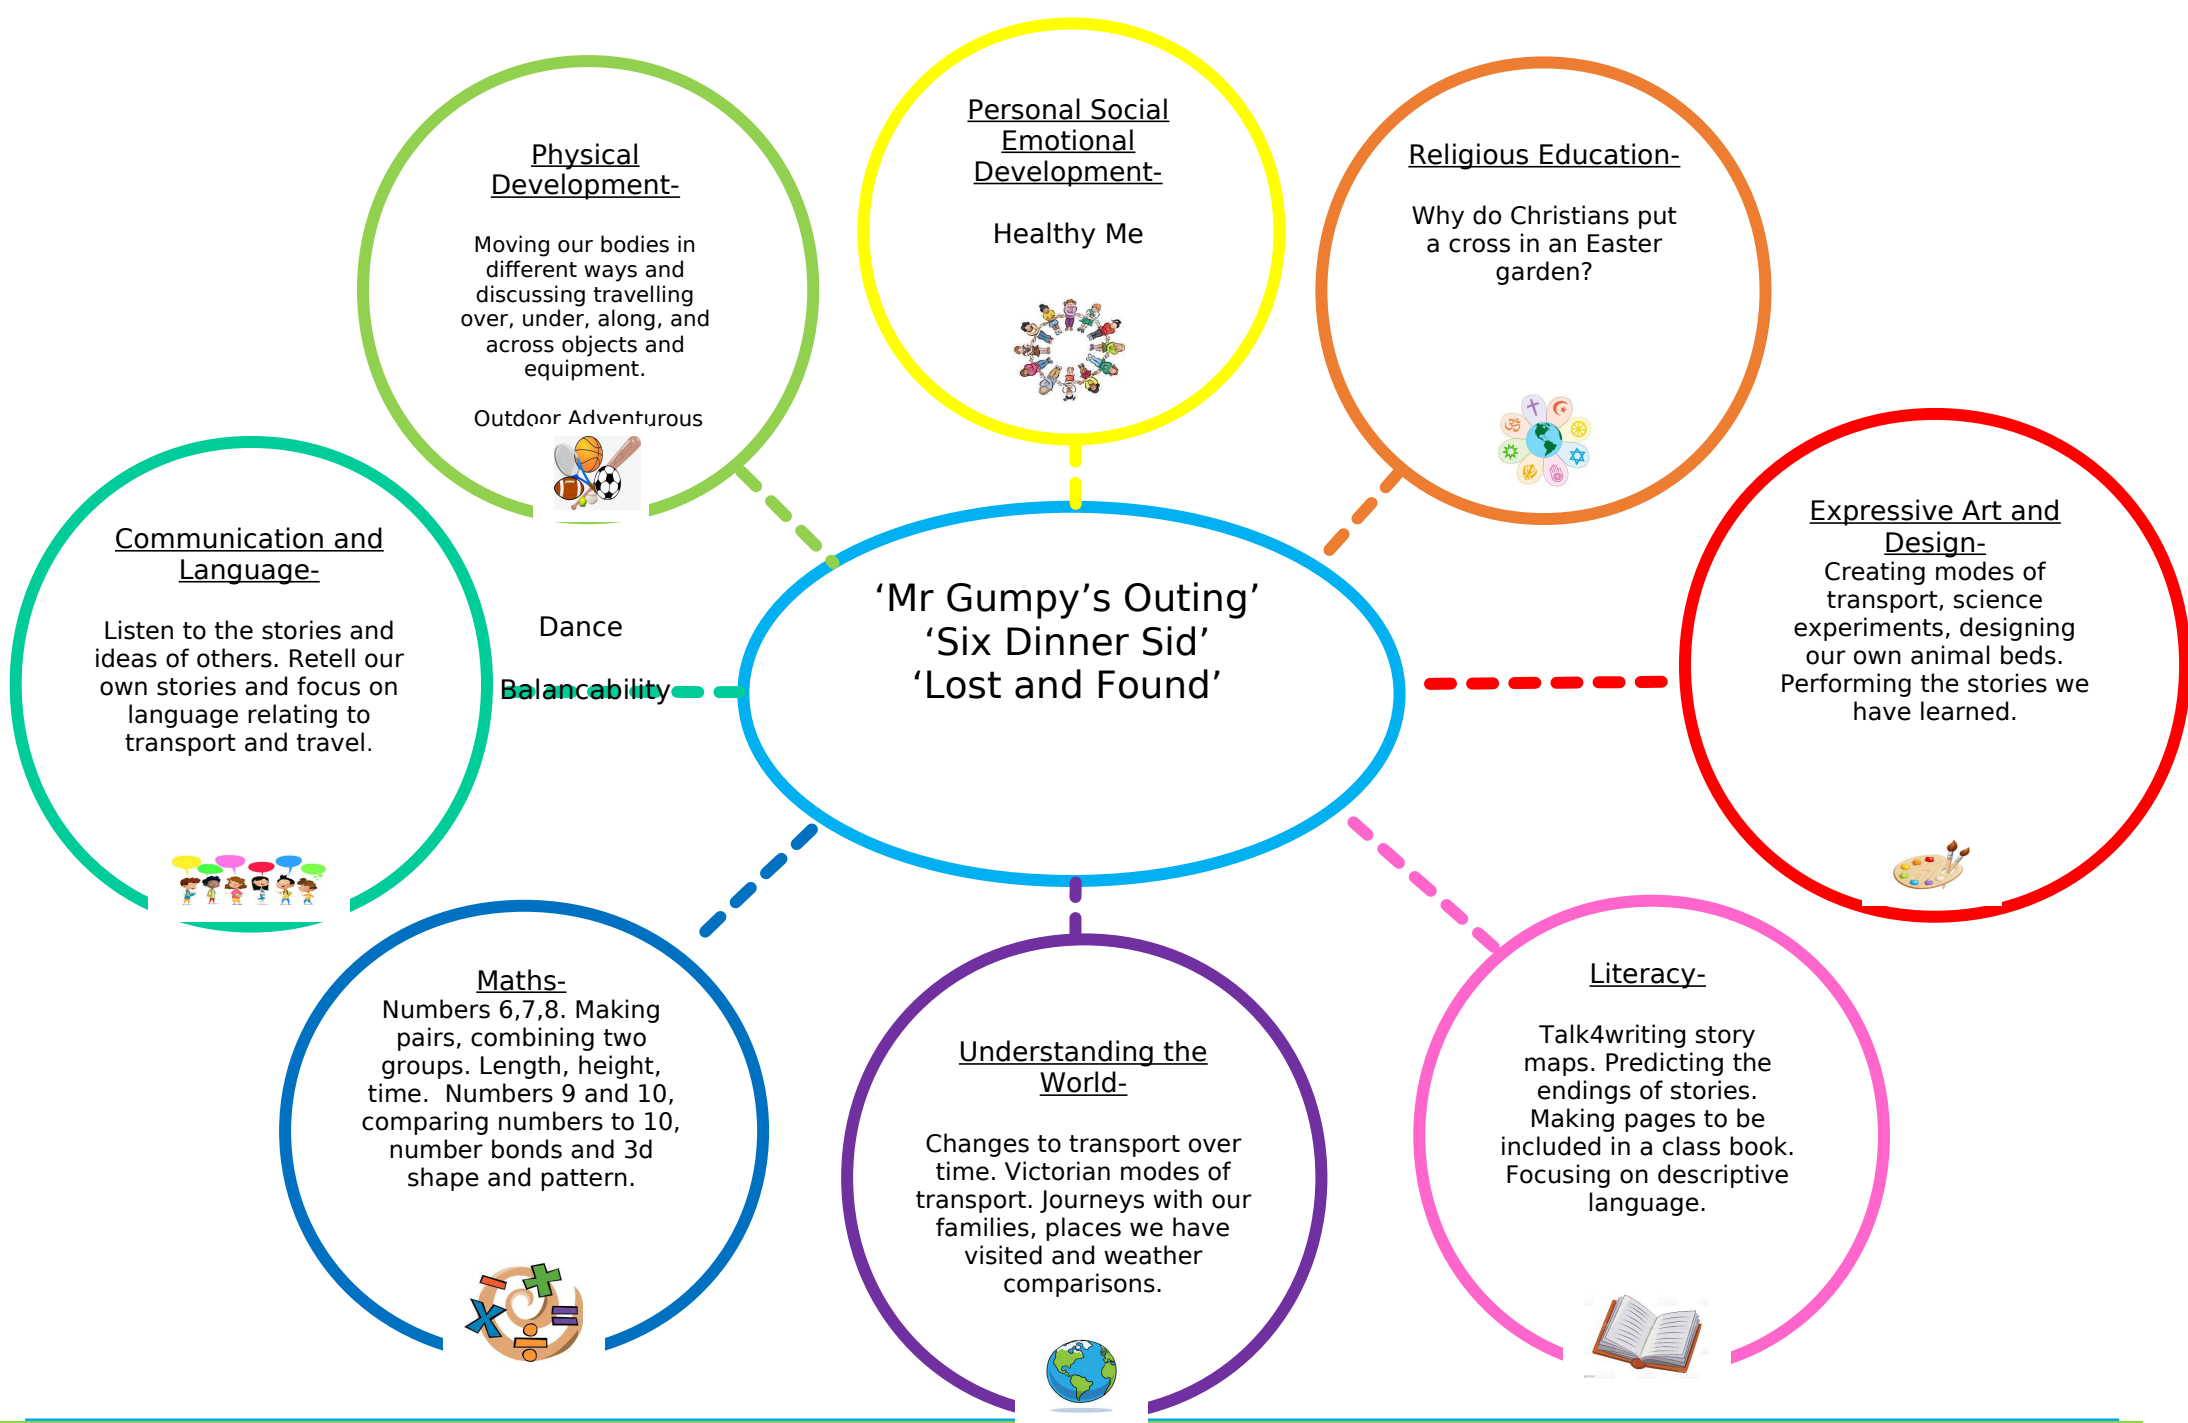 Physical
Development-
Moving our bodies in
different ways and
discussing travelling
over, under, along, and
across objects and
equipment.
Outdoor Adventurous
Dance
Balancability
Personal Social
Emotional
Development-
Healthy Me
Religious Education-
Why do Christians put
a cross in an Easter
garden?
Communication and
Language-
Listen to the stories and
ideas of others. Retell our
own stories and focus on
language relating to
transport and travel.
‘Mr Gumpy’s Outing’
‘Six Dinner Sid’
‘Lost and Found’
Expressive Art and
Design-
Creating modes of
transport, science
experiments, designing
our own animal beds.
Performing the stories we
have learned.
Maths-
Numbers 6,7,8. Making
pairs, combining two
groups. Length, height,
time.  Numbers 9 and 10,
comparing numbers to 10,
number bonds and 3d
shape and pattern.
Understanding the
World-
Changes to transport over
time. Victorian modes of
transport. Journeys with our
families, places we have
visited and weather
comparisons.
Literacy-
Talk4writing story
maps. Predicting the
endings of stories.
Making pages to be
included in a class book.
Focusing on descriptive
language.